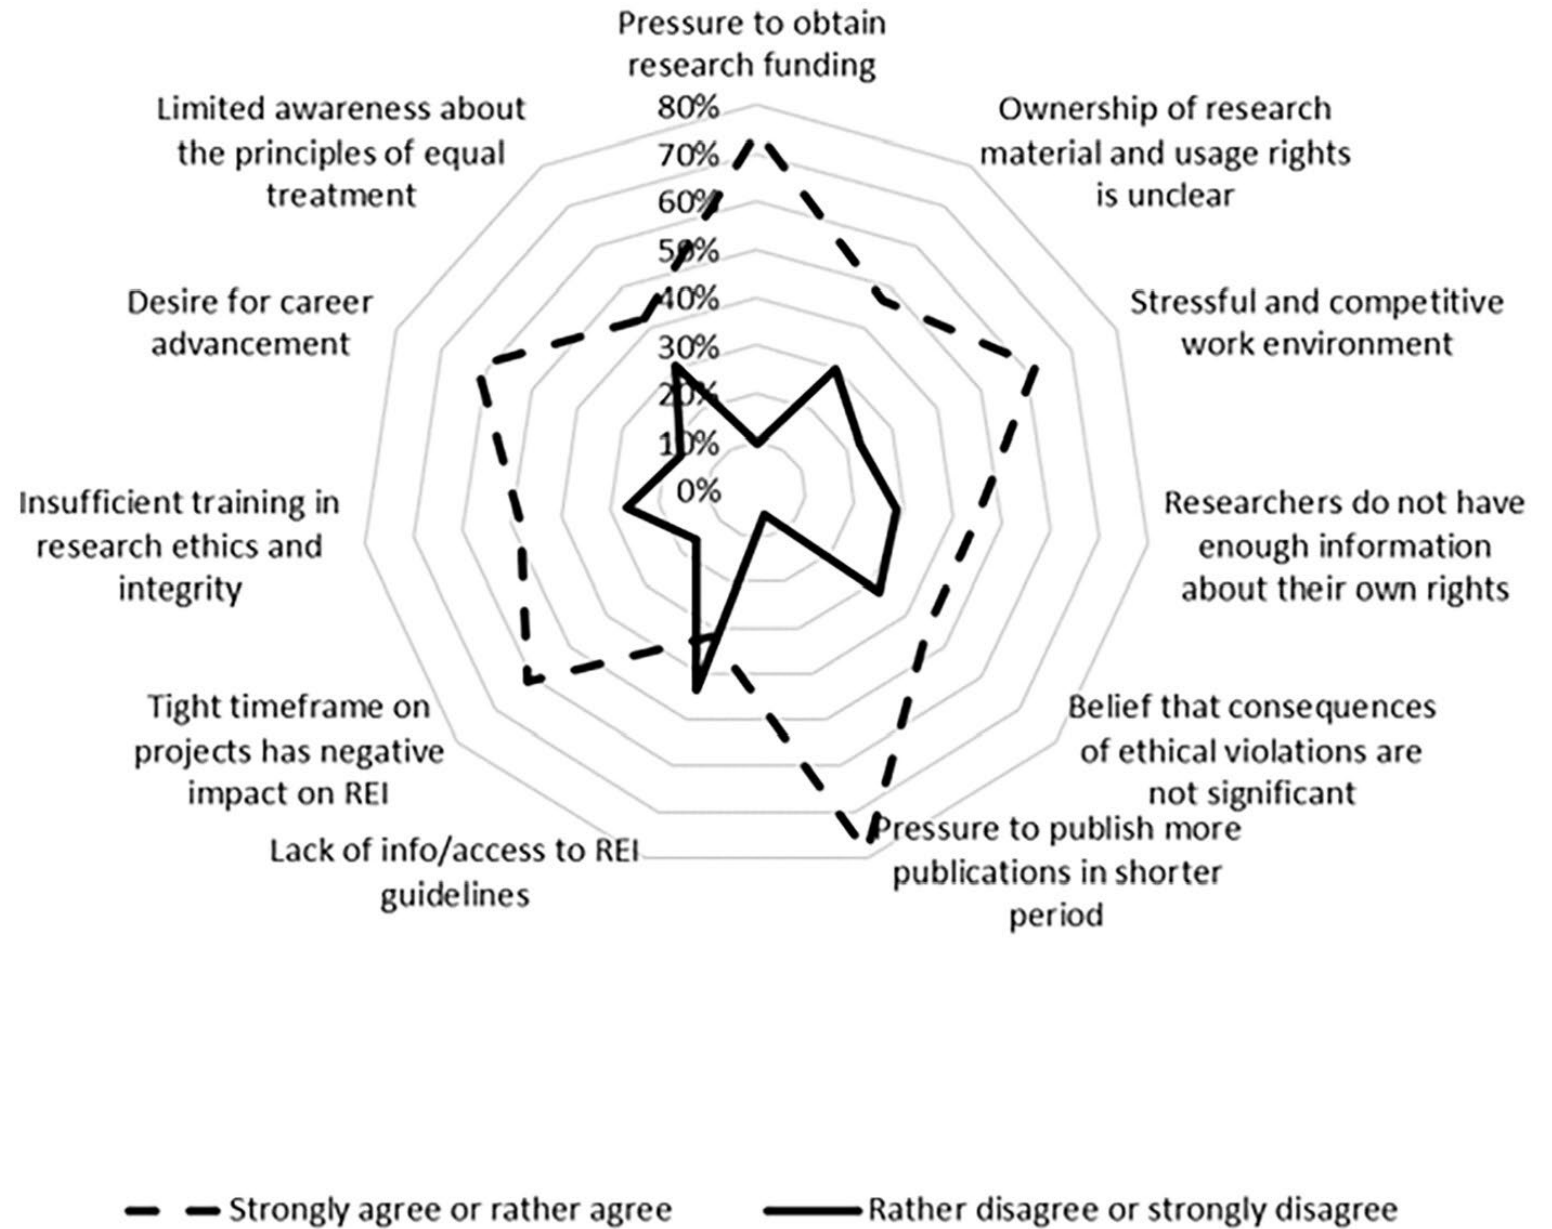 Pressure to obtain
research funding
80%
70%
60%
50%
40%
30%
20%
10%
0%
Ownership of research
material and usage rights
is unclear
Stressful and competitive
work environment
Researchers do not have
enough information
about their own rights
Belief that consequences
of ethical violations are
not significant
Pressure to publish more
publications in shorter
period
Lack of info/access to REI
guidelines
Tight timeframe on
projects has negative
impact on REI
Insufficient training in
research ethics and
integrity
Desire for career
advancement
Limited awareness about
the principles of equal
treatment
Strongly agree or rather agree
Rather disagree or strongly disagree